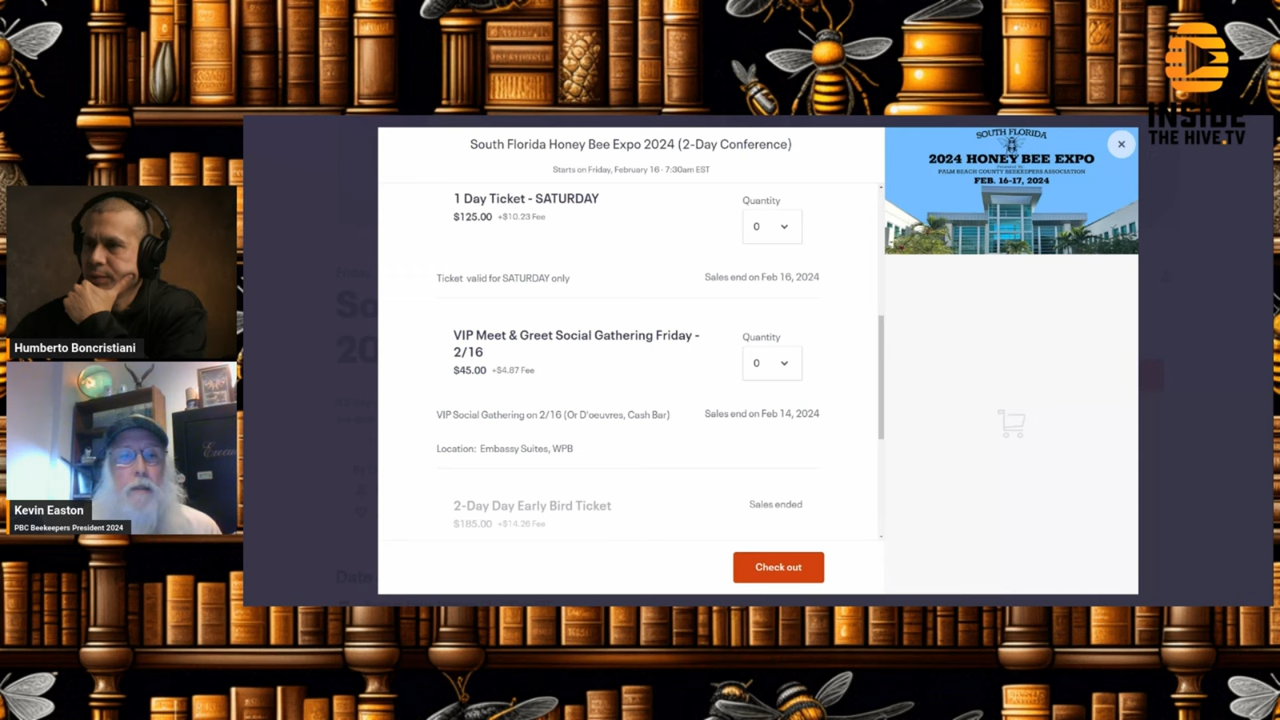 INSIDE
THE HIVE.TV
Humberto Boncristiani
Kevin Easton
PBC Beekeepers President 2024
South Florida Honey Bee Expo 2024 (2-Day Conference)
Starts on Friday, February 16 · 7:30am EST
1 Day Ticket - SATURDAY
$125.00 +$10.23 Fee
Quantity
0
Ticket valid for SATURDAY only
Sales end on Feb 16, 2024
VIP Meet & Greet Social Gathering Friday -
2/16
$45.00 +$4.87 Fee
Quantity
0
VIP Social Gathering on 2/16 (Or D'oeuvres, Cash Bar)
Sales end on Feb 14, 2024
Location: Embassy Suites, WPB
2-Day Day Early Bird Ticket
Sales ended
$185.00 +$14.26 Fee
Check out
SOUTH FLORIDA
2024 HONEY BEE EXPO
PALM BEACH COUNTY BEEKEEPERS ASSOCIATION
FEB. 16-17, 2024